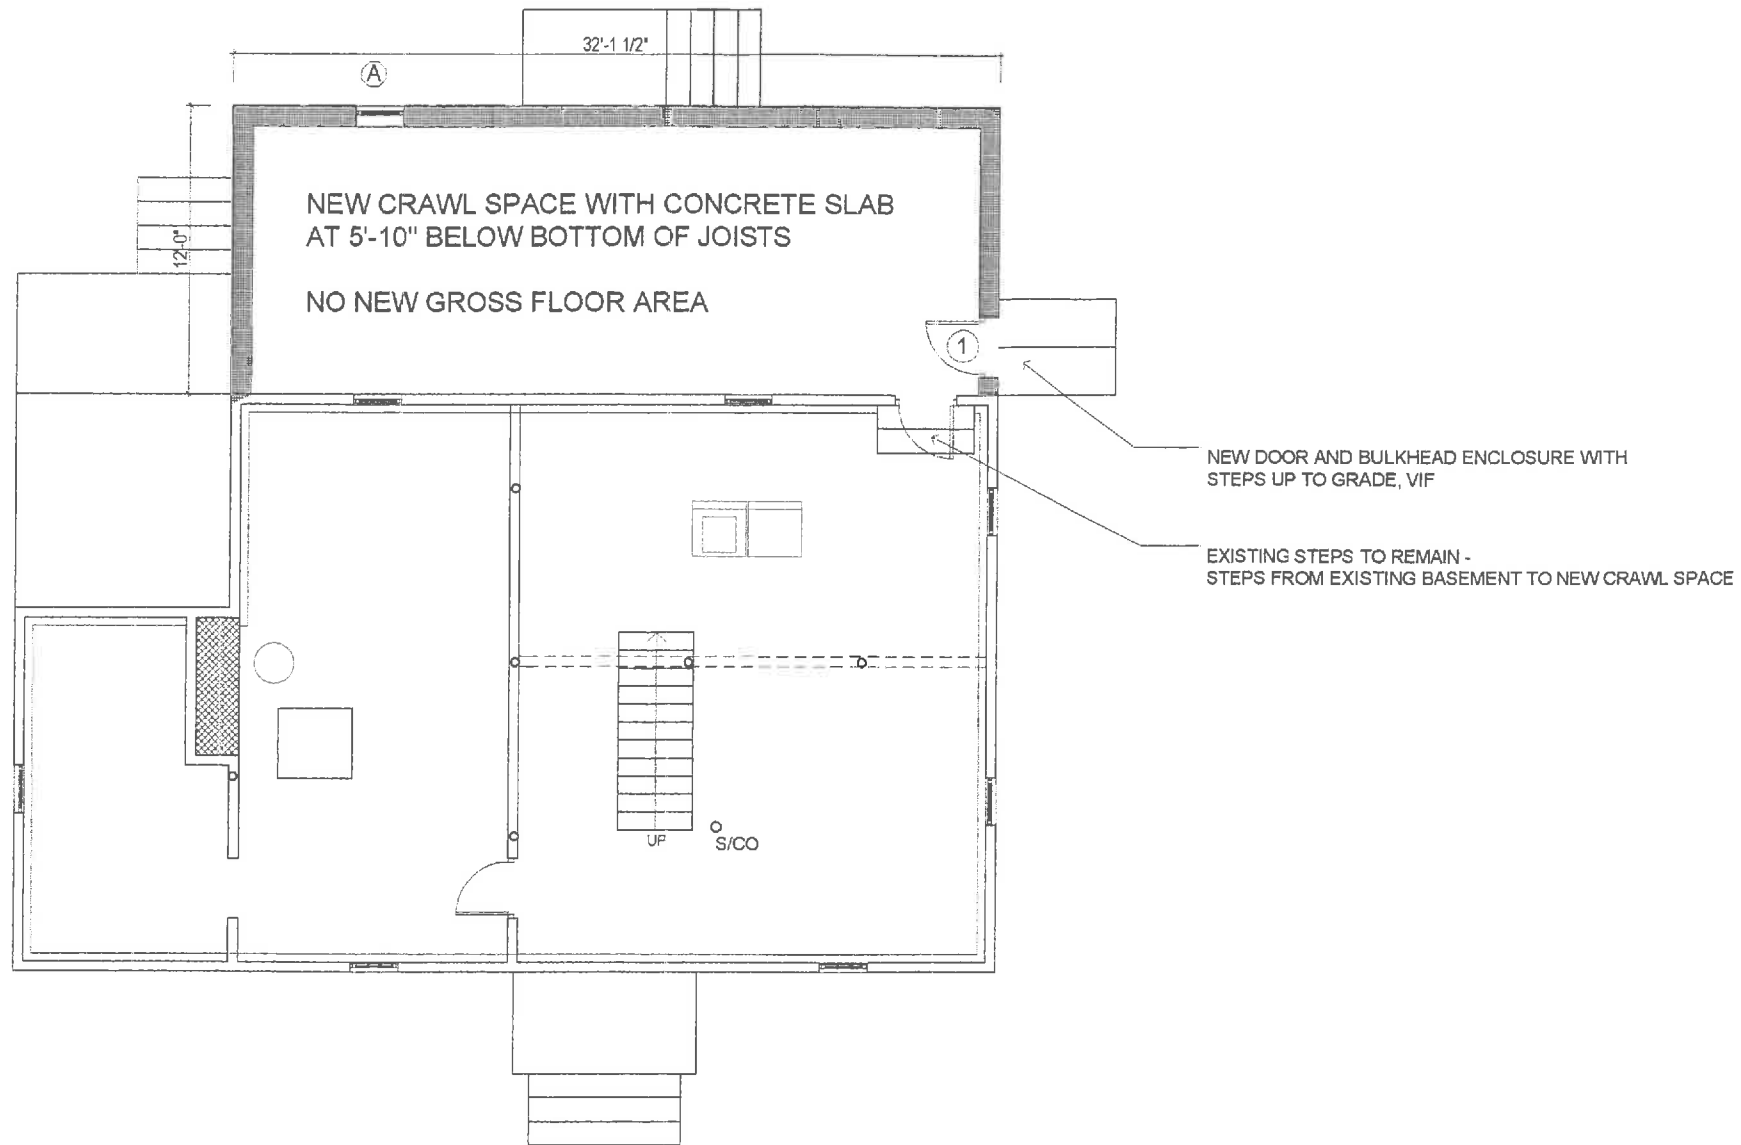 32'-1 1/2"
A
12'-0"
NEW CRAWL SPACE WITH CONCRETE SLAB
AT 5'-10" BELOW BOTTOM OF JOISTS
NO NEW GROSS FLOOR AREA
1
NEW DOOR AND BULKHEAD ENCLOSURE WITH
STEPS UP TO GRADE, VIF
EXISTING STEPS TO REMAIN -
STEPS FROM EXISTING BASEMENT TO NEW CRAWL SPACE
UP
S/CO